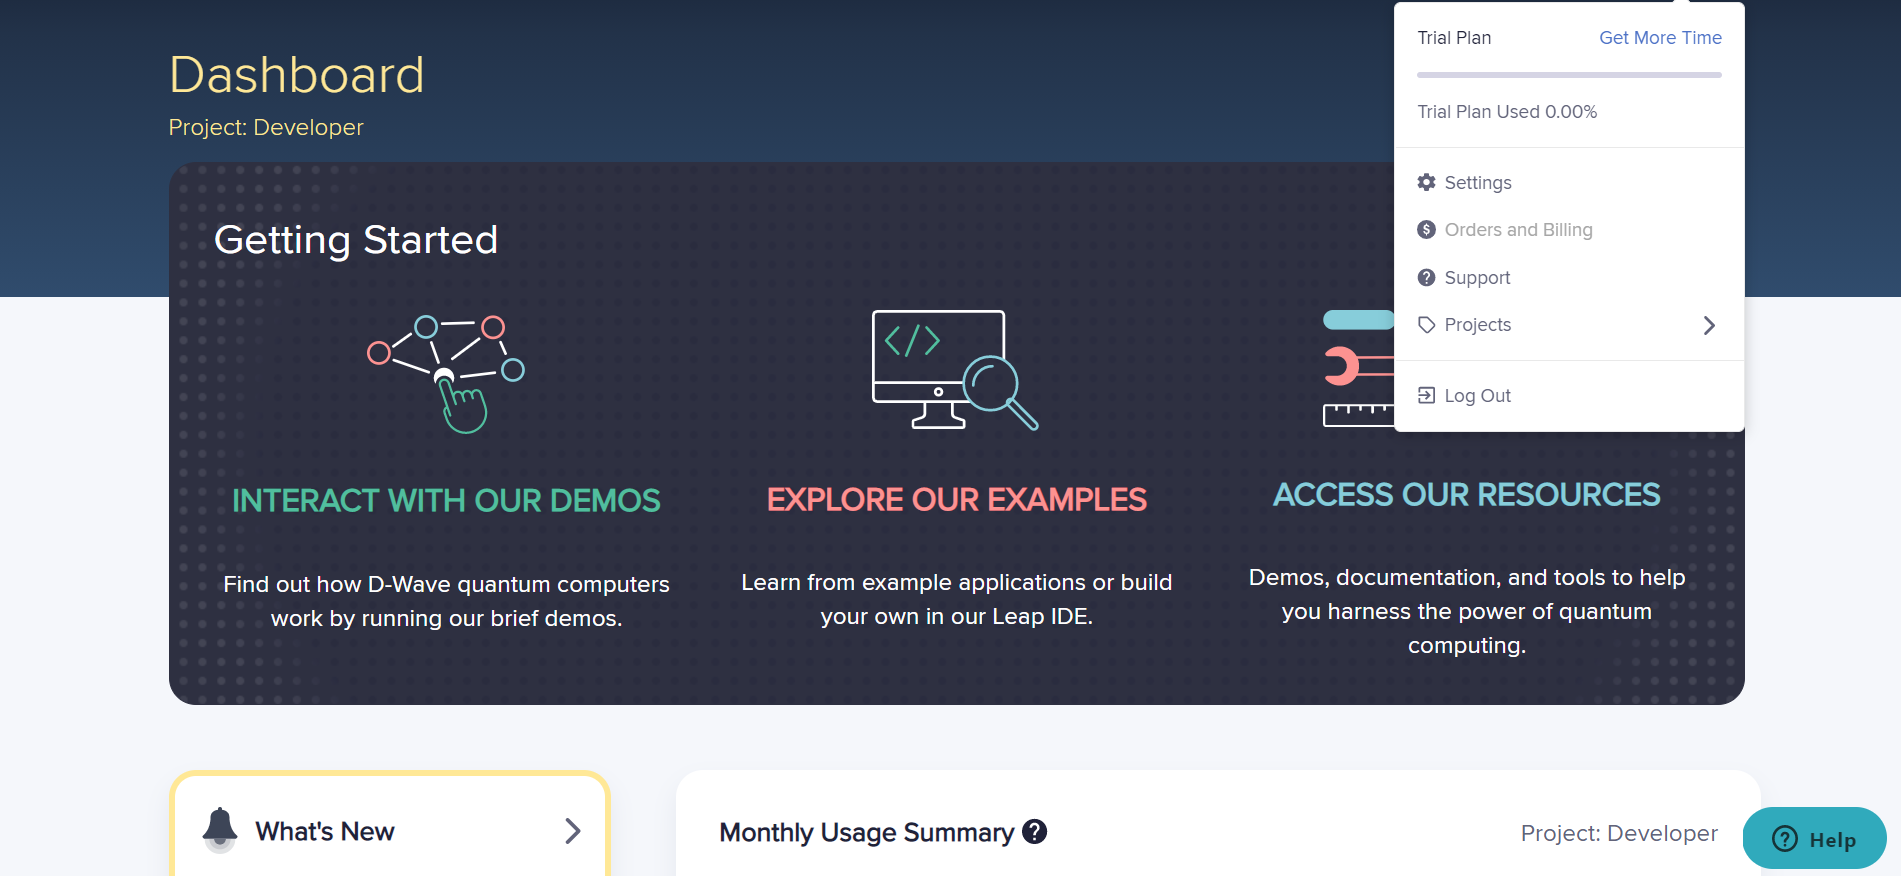 Dashboard
Project: Developer
Trial Plan
Get More Time
Trial Plan Used 0.00%
Settings
Orders and Billing
Support
Projects
Log Out
Getting Started
INTERACT WITH OUR DEMOS
Find out how D-Wave quantum computers
work by running our brief demos.
EXPLORE OUR EXAMPLES
Learn from example applications or build
your own in our Leap IDE.
ACCESS OUR RESOURCES
Demos, documentation, and tools to help
you harness the power of quantum
computing.
What's New
Monthly Usage Summary
Project: Developer
Help